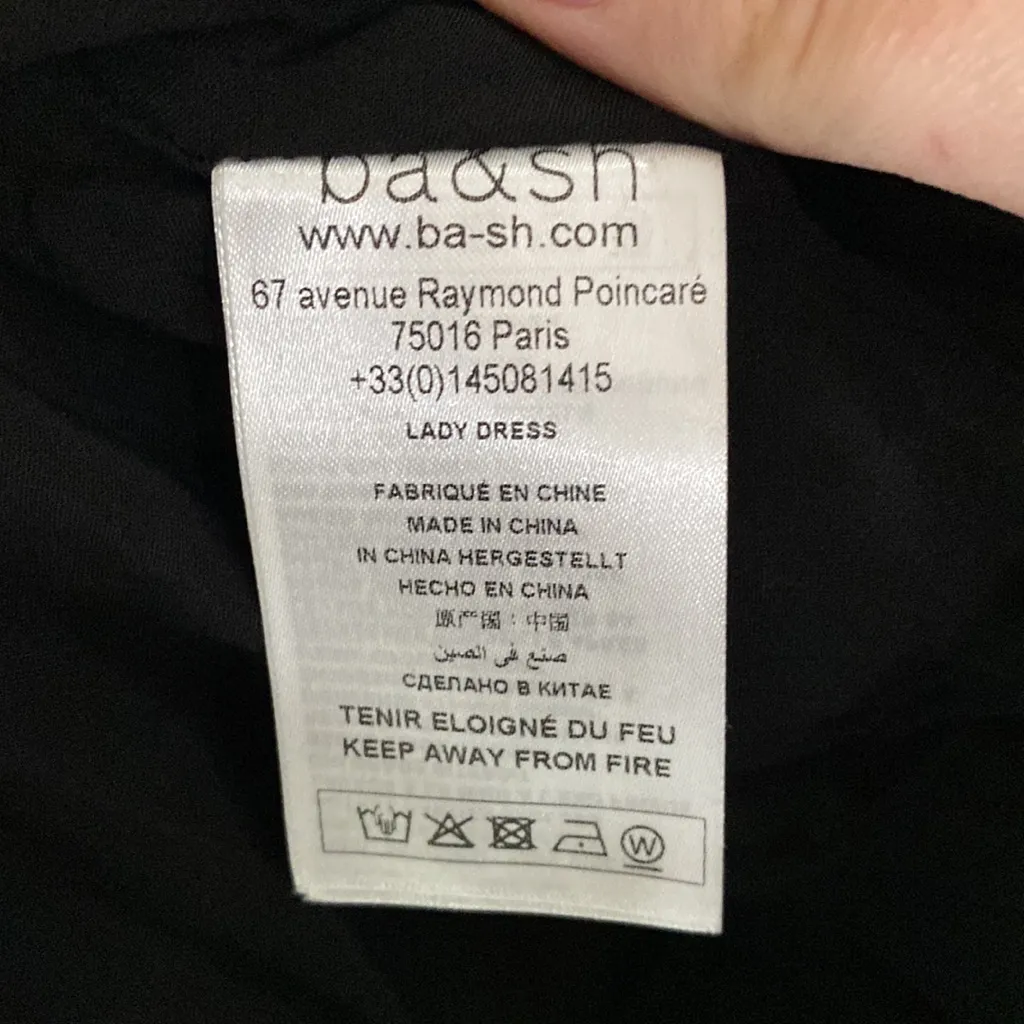 ba&sh
www.ba-sh.com
67 avenue Raymond Poincaré
75016 Paris
+33(0)145081415
LADY DRESS
FABRIQUÉ EN CHINE
MADE IN CHINA
IN CHINA HERGESTELLT
HECHO EN CHINA
原产国：中国
صنع في الصين
СДЕЛАНО В КИТАЕ
TENIR ELOIGNÉ DU FEU
KEEP AWAY FROM FIRE
W